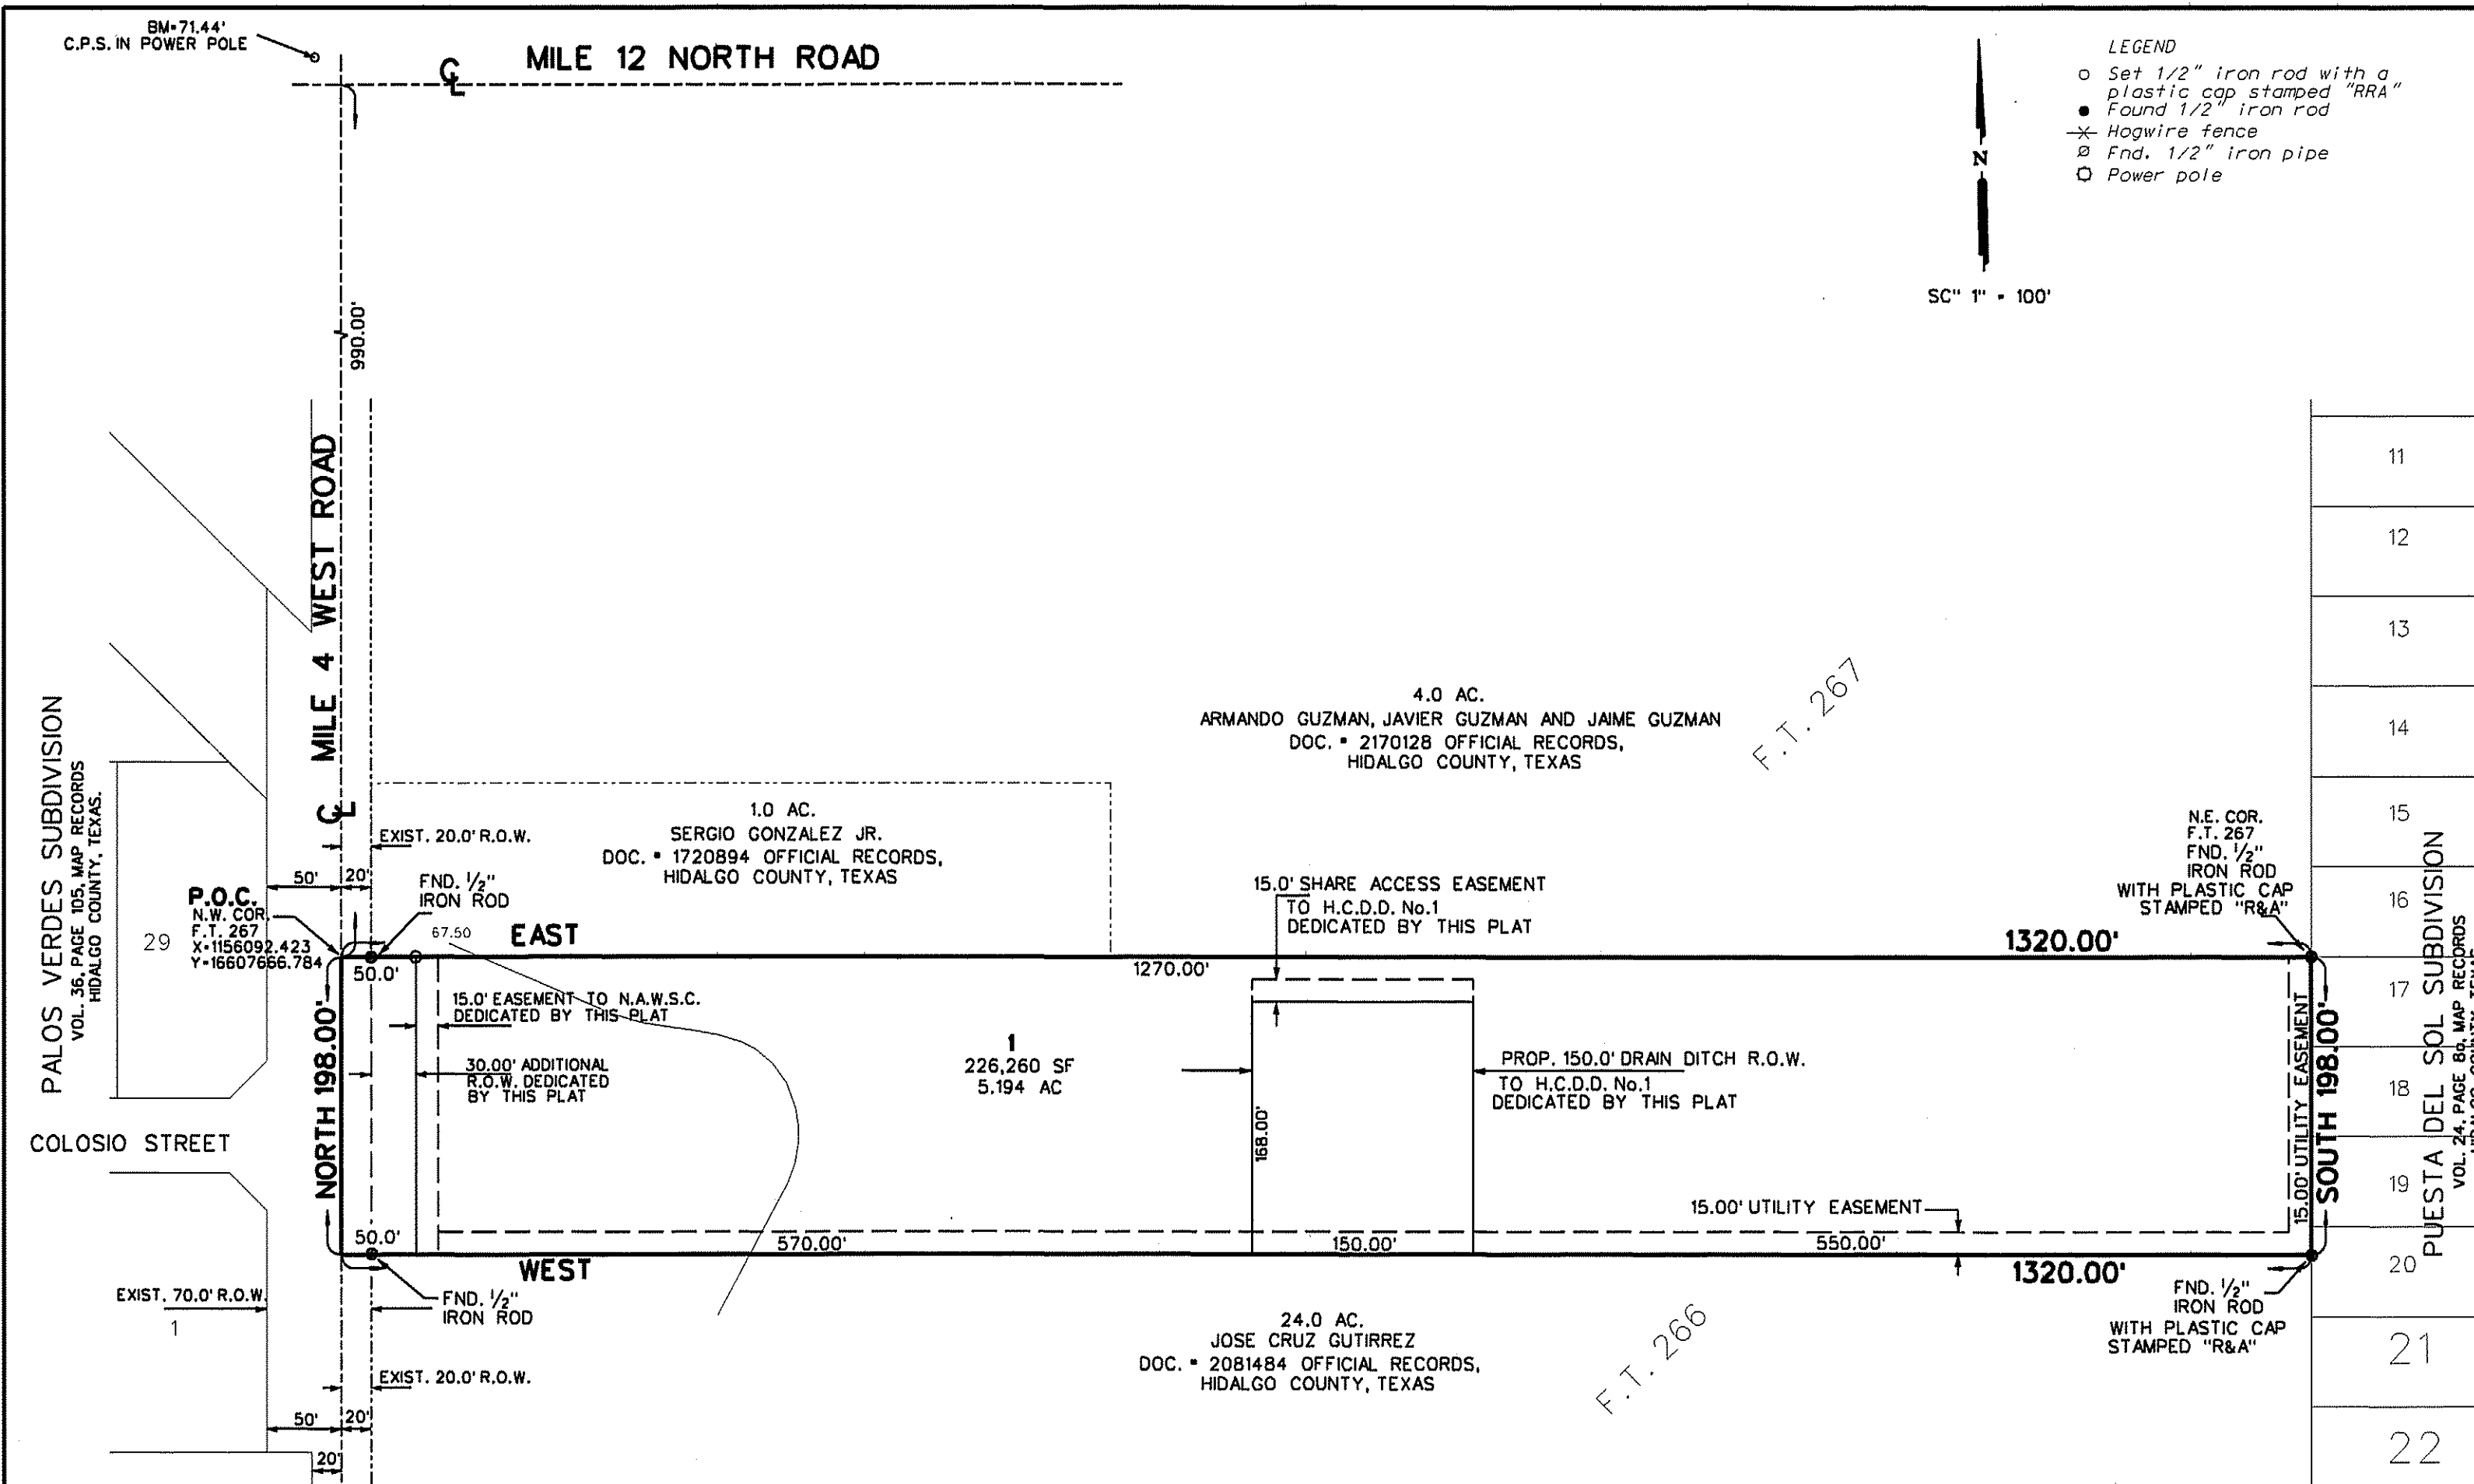 BM=71.44'
C.P.S. IN POWER POLE
℄
MILE 12 NORTH ROAD
N
SC" 1" = 100'
LEGEND
Set 1/2" iron rod with a
plastic cap stamped "RRA"
Found 1/2" iron rod
Hogwire fence
Fnd. 1/2" iron pipe
Power pole
990.00'
MILE 4 WEST ROAD
℄
PALOS VERDES SUBDIVISION
VOL. 36, PAGE 105, MAP RECORDS
HIDALGO COUNTY, TEXAS.
29
EXIST. 20.0' R.O.W.
50'
20'
P.O.C.
N.W. COR.
F.T. 267
X=1156092.423
Y=16607666.784
FND. 1/2"
IRON ROD
1.0 AC.
SERGIO GONZALEZ JR.
DOC. # 1720894 OFFICIAL RECORDS,
HIDALGO COUNTY, TEXAS
4.0 AC.
ARMANDO GUZMAN, JAVIER GUZMAN AND JAIME GUZMAN
DOC. # 2170128 OFFICIAL RECORDS,
HIDALGO COUNTY, TEXAS
F.T. 267
67.50
EAST
50.0'
1270.00'
1320.00'
15.0' SHARE ACCESS EASEMENT
TO H.C.D.D. No.1
DEDICATED BY THIS PLAT
N.E. COR.
F.T. 267
FND. 1/2"
IRON ROD
WITH PLASTIC CAP
STAMPED "R&A"
15.0' EASEMENT TO N.A.W.S.C.
DEDICATED BY THIS PLAT
30.00' ADDITIONAL
R.O.W. DEDICATED
BY THIS PLAT
NORTH 198.00'
1
226,260 SF
5.194 AC
168.00'
PROP. 150.0' DRAIN DITCH R.O.W.
TO H.C.D.D. No.1
DEDICATED BY THIS PLAT
15.00' UTILITY EASEMENT
15.00' UTILITY EASEMENT
SOUTH 198.00'
COLOSIO STREET
50.0'
570.00'
150.00'
550.00'
WEST
1320.00'
FND. 1/2"
IRON ROD
FND. 1/2"
IRON ROD
WITH PLASTIC CAP
STAMPED "R&A"
EXIST. 70.0' R.O.W.
1
EXIST. 20.0' R.O.W.
50'
20'
20'
24.0 AC.
JOSE CRUZ GUTIRREZ
DOC. # 2081484 OFFICIAL RECORDS,
HIDALGO COUNTY, TEXAS
F.T. 266
11
12
13
14
15
16
17
18
19
20
21
22
PUESTA DEL SOL SUBDIVISION
VOL. 24, PAGE 80, MAP RECORDS